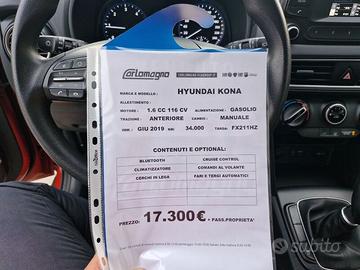 Carlomagno
MARCA E MODELLO: HYUNDAI KONA
ALLESTIMENTO:
MOTORE: 1.6 CC 116 CV ALIMENTAZIONE: GASOLIO
TRAZIONE: ANTERIORE CAMBIO: MANUALE
IMM. GIU 2019 KM: 34.000 TARGA: FX211HZ
CONTENUTI E OPTIONAL:
BLUETOOTH CRUISE CONTROL
CLIMATIZZATORE COMANDI AL VOLANTE
CERCHI IN LEGA FARI E TERGI AUTOMATICI
PREZZO: 17.300€ + PASS.PROPRIETA'
subito